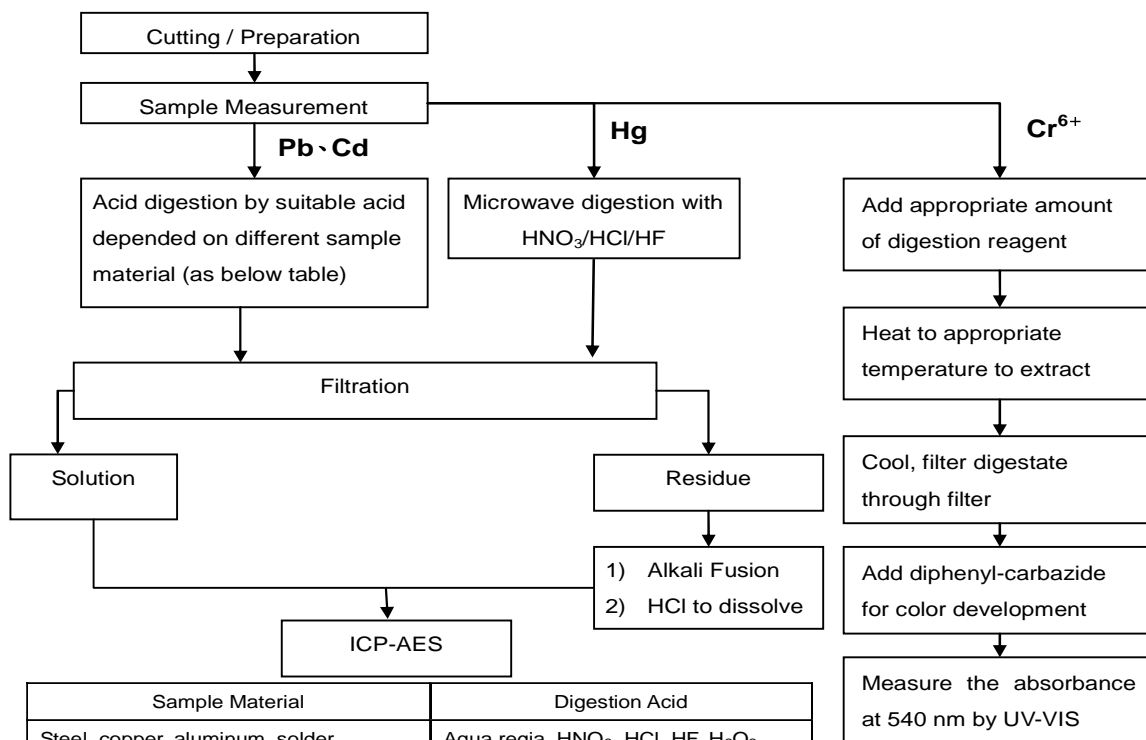 Cutting / Preparation
Sample Measurement
Pb、Cd
Hg
Cr⁶⁺
Acid digestion by suitable acid
depended on different sample
material (as below table)
Microwave digestion with
HNO₃/HCl/HF
Add appropriate amount
of digestion reagent
Heat to appropriate
temperature to extract
Filtration
Solution
Residue
Cool, filter digestate
through filter
1) Alkali Fusion
2) HCl to dissolve
Add diphenyl-carbazide
for color development
ICP-AES
Measure the absorbance
at 540 nm by UV-VIS
Sample Material
Digestion Acid
Steel, copper, aluminum, solder
Aqua regia, HNO₃, HCl, HF, H₂O₂